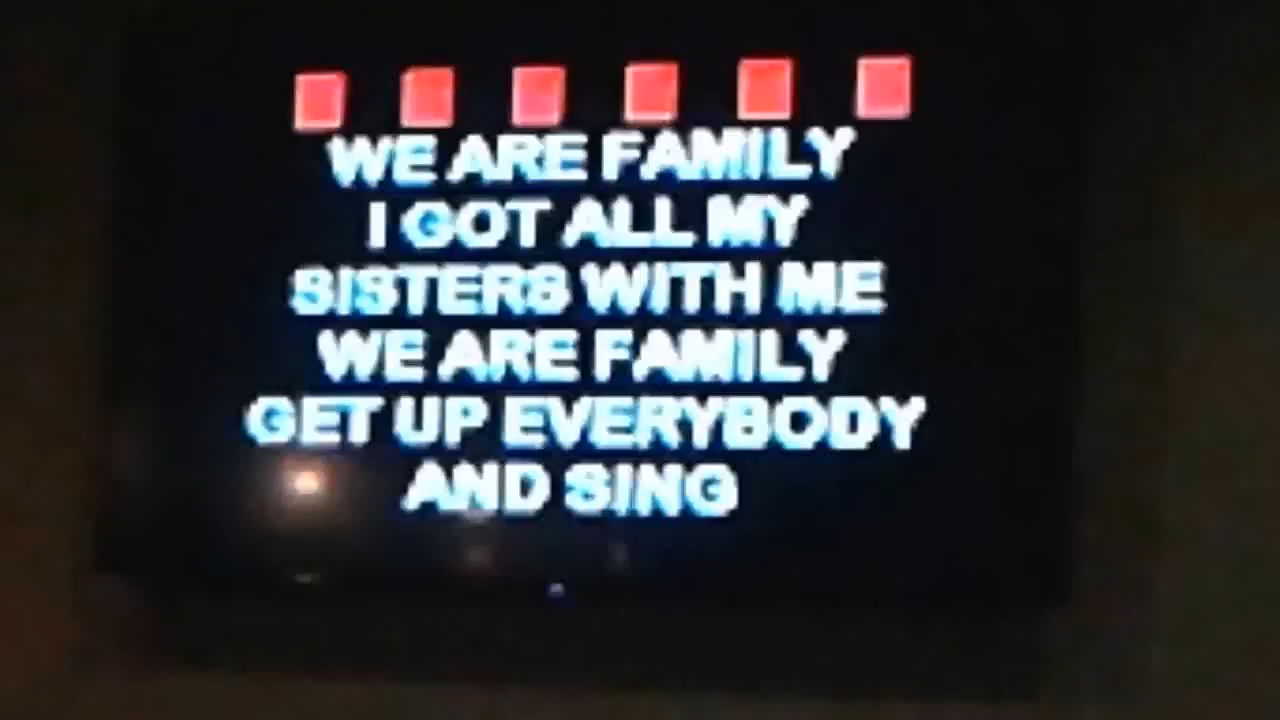 WE ARE FAMILY
I GOT ALL MY
SISTERS WITH ME
WE ARE FAMILY
GET UP EVERYBODY
AND SING